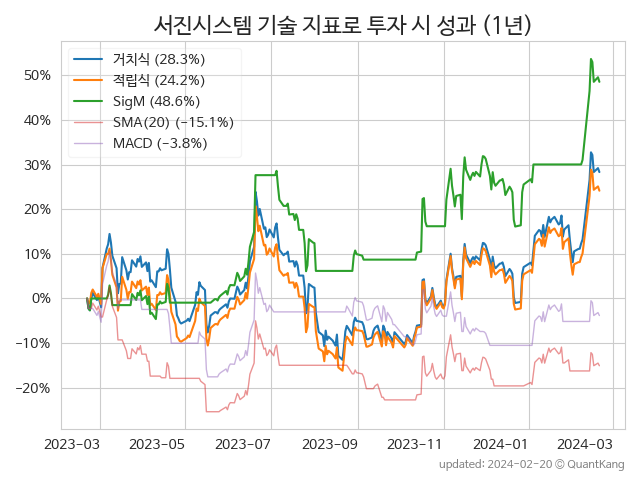 서진시스템 기술 지표로 투자 시 성과 (1년)
거치식 (28.3%)
적립식 (24.2%)
SigM (48.6%)
SMA(20) (−15.1%)
MACD (−3.8%)
50%
40%
30%
20%
10%
0%
−10%
−20%
2023-03 2023-05 2023-07 2023-09 2023-11 2024-01 2024-03
updated: 2024-02-20 ⓒ QuantKang